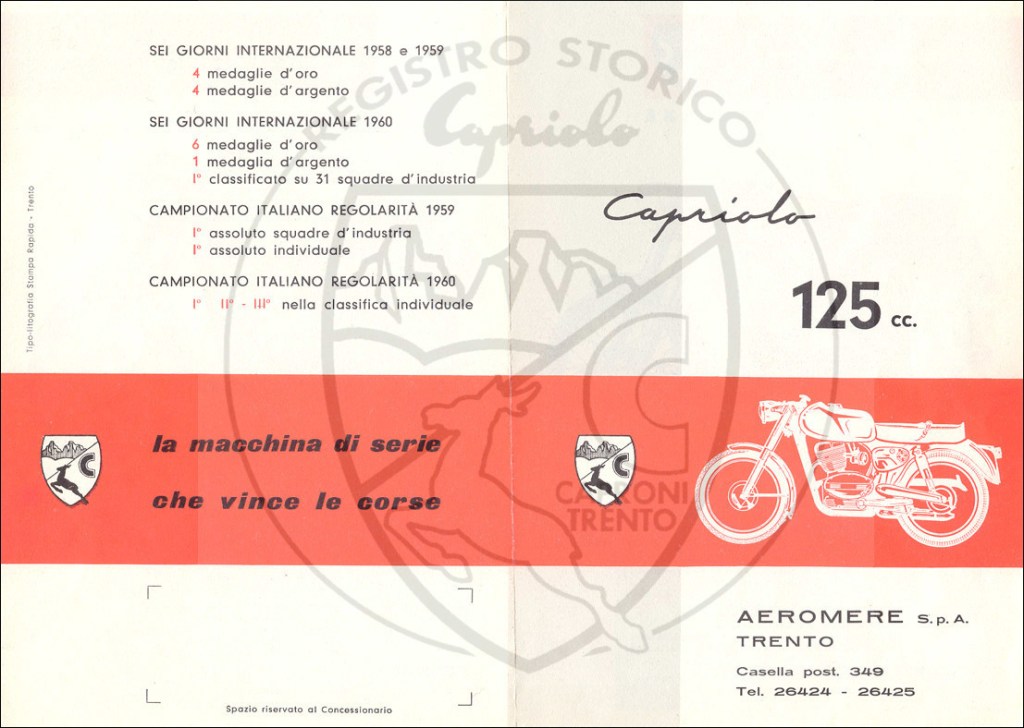 SEI GIORNI INTERNAZIONALE 1958 e 1959
4 medaglie d'oro
4 medaglie d'argento
SEI GIORNI INTERNAZIONALE 1960
6 medaglie d'oro
1 medaglia d'argento
I° classificato su 31 squadre d'industria
CAMPIONATO ITALIANO REGOLARITÀ 1959
I° assoluto squadre d'industria
I° assoluto individuale
CAMPIONATO ITALIANO REGOLARITÀ 1960
I° II° - III° nella classifica individuale
Tipo-litografia Stampa Rapida - Trento
la macchina di serie
che vince le corse
C
Spazio riservato al Concessionario
REGISTRO STORICO
Capriolo
C
CAPRONI
TRENTO
Capriolo
125 cc.
C
AEROMERE S.p.A.
TRENTO
Casella post. 349
Tel. 26424 - 26425